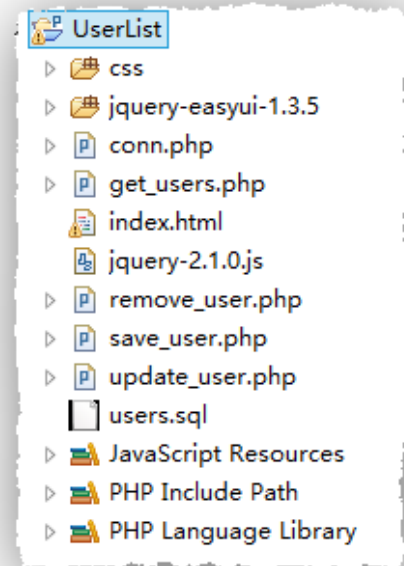 UserList
css
jquery-easyui-1.3.5
conn.php
get_users.php
index.html
jquery-2.1.0.js
remove_user.php
save_user.php
update_user.php
users.sql
JavaScript Resources
PHP Include Path
PHP Language Library